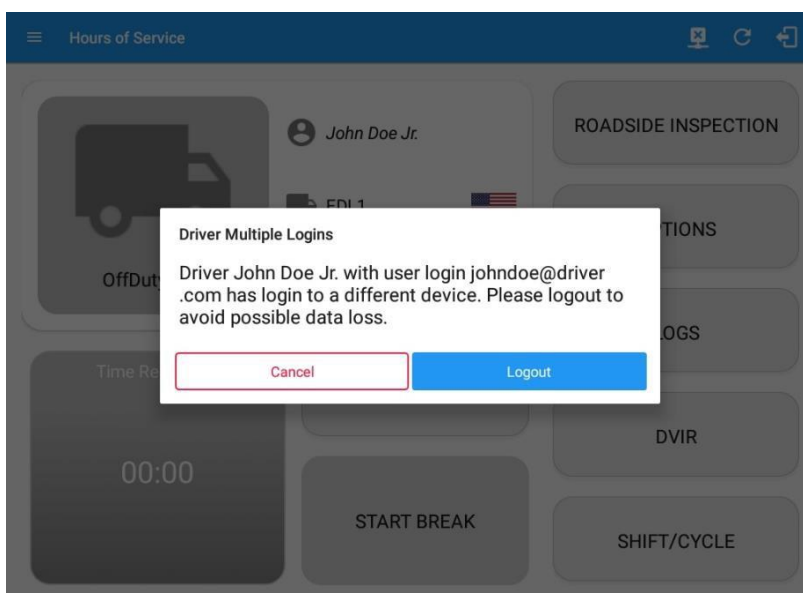 Hours of Service
John Doe Jr.
ROADSIDE INSPECTION
Driver Multiple Logins
Driver John Doe Jr. with user login johndoe@driver
.com has login to a different device. Please logout to
avoid possible data loss.
Cancel
Logout
LOGS
DVIR
00:00
START BREAK
SHIFT/CYCLE